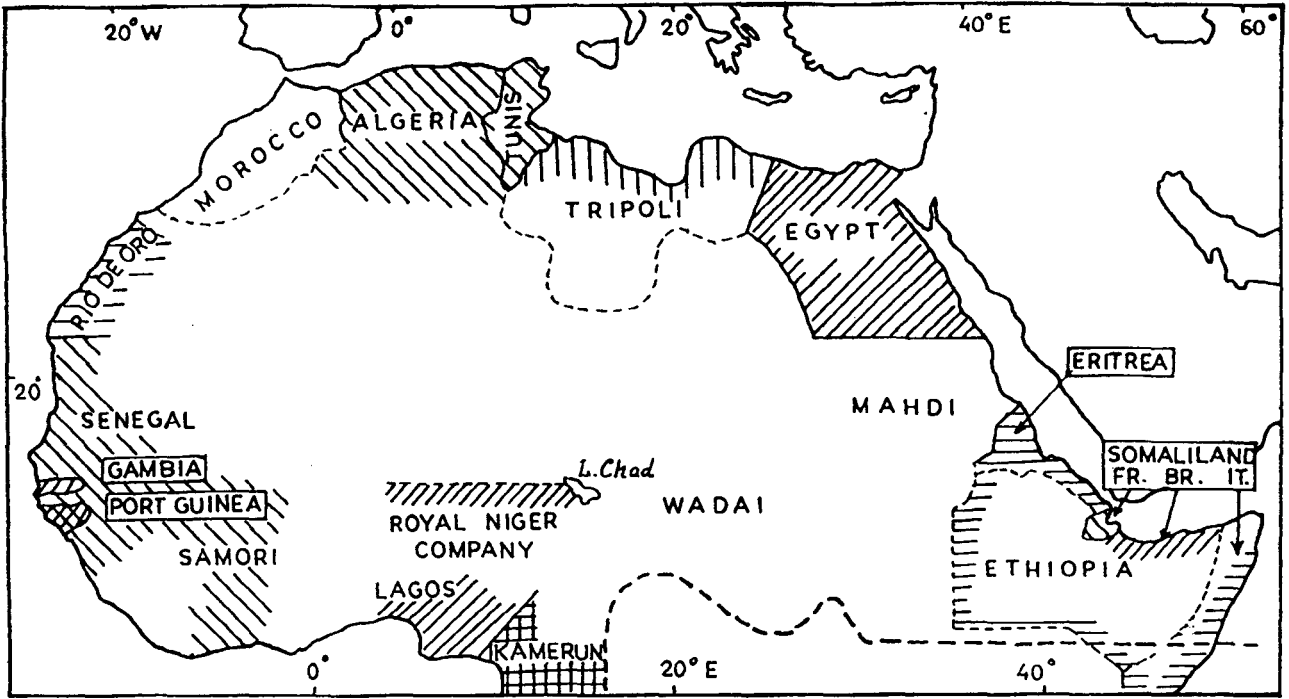 20°W 0° 20° 40°E 60°
MOROCCO
ALGERIA
TUNIS
TRIPOLI
EGYPT
RIO DE ORO
20°
ERITREA
MAHDI
SENEGAL
GAMBIA
PORT GUINEA
SAMORI
L. Chad
ROYAL NIGER
COMPANY
WADAI
SOMALILAND
FR. BR. IT.
ETHIOPIA
LAGOS
KAMERUN
0° 20°E 40°